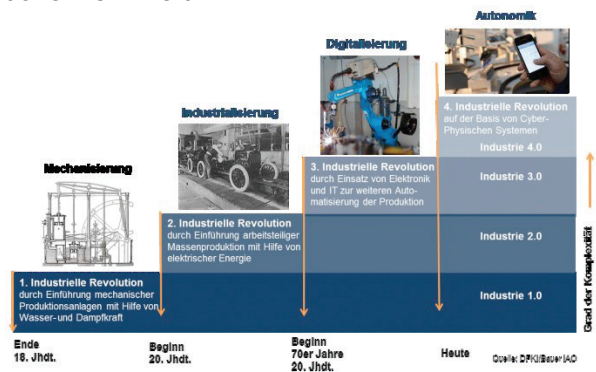 Autonomik
Digitalisierung
Industrialisierung
Mechanisierung
4. Industrielle Revolution
auf der Basis von Cyber-
Physischen Systemen
Industrie 4.0
3. Industrielle Revolution
durch Einsatz von Elektronik
und IT zur weiteren Auto-
matisierung der Produktion
Industrie 3.0
2. Industrielle Revolution
durch Einführung arbeitsteiliger
Massenproduktion mit Hilfe von
elektrischer Energie
Industrie 2.0
1. Industrielle Revolution
durch Einführung mechanischer
Produktionsanlagen mit Hilfe von
Wasser-und Dampfkraft
Industrie 1.0
Grad der Komplexität
Ende
18. Jhdt.
Beginn
20. Jhdt.
Beginn
70er Jahre
20. Jhdt.
Heute
Quelle: DFKI/Bauer IAO